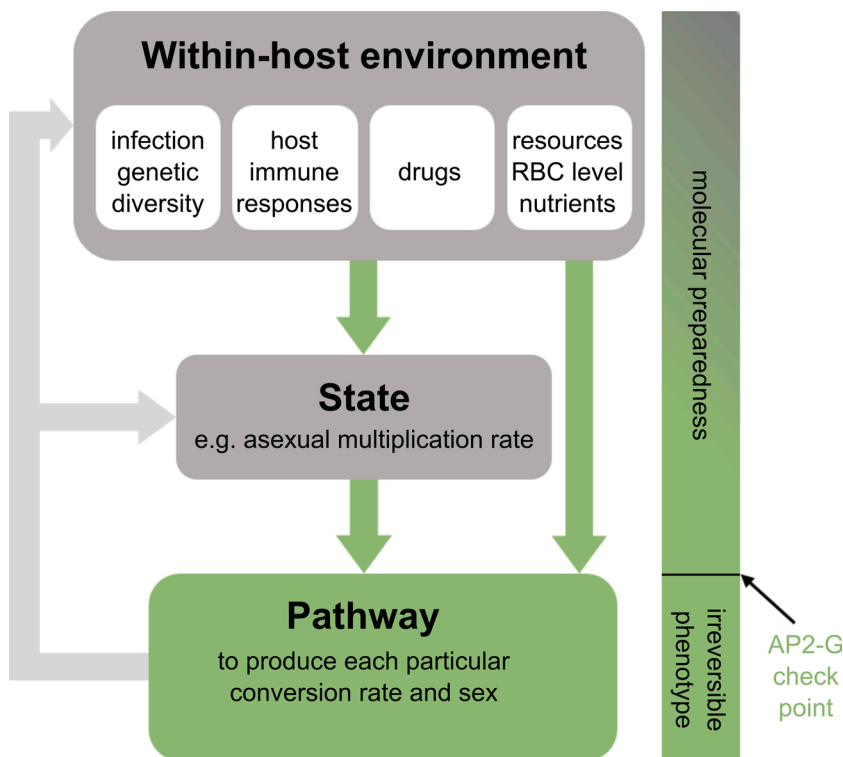 Within-host environment
infection
genetic
diversity
host
immune
responses
drugs
resources
RBC level
nutrients
molecular preparedness
State
e.g. asexual multiplication rate
Pathway
to produce each particular
conversion rate and sex
irreversible
phenotype
AP2-G
check
point